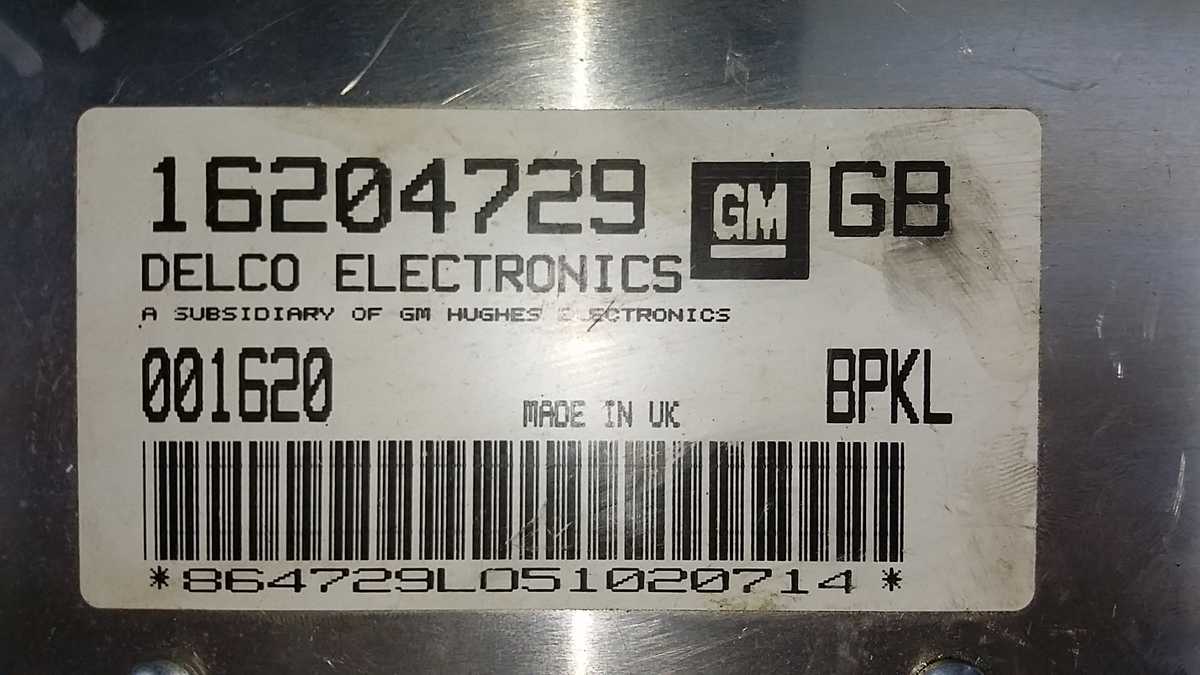 16204729 GM GB
DELCO ELECTRONICS
A SUBSIDIARY OF GM HUGHES ELECTRONICS
001620 MADE IN UK BPKL
*864729L051020714*